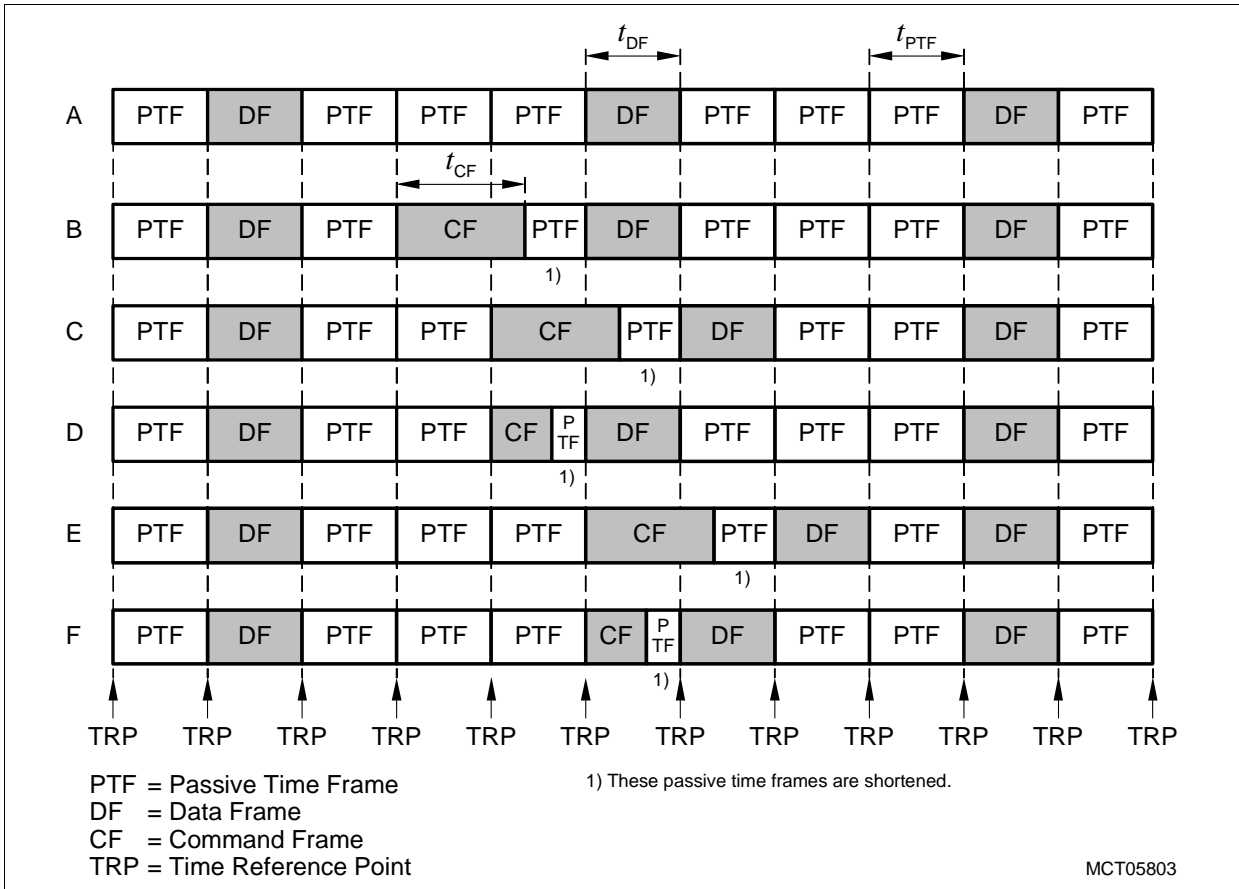 t DF t PTF
A PTF DF PTF PTF PTF DF PTF PTF PTF DF PTF
t CF
B PTF DF PTF CF PTF DF PTF PTF PTF DF PTF
1)
C PTF DF PTF PTF CF PTF DF PTF PTF DF PTF
1)
D PTF DF PTF PTF CF P TF DF PTF PTF PTF DF PTF
1)
E PTF DF PTF PTF PTF CF PTF DF PTF DF PTF
1)
F PTF DF PTF PTF PTF CF P TF DF PTF PTF DF PTF
1)
TRP TRP TRP TRP TRP TRP TRP TRP TRP TRP TRP TRP
PTF = Passive Time Frame
DF = Data Frame
CF = Command Frame
TRP = Time Reference Point
1) These passive time frames are shortened.
MCT05803